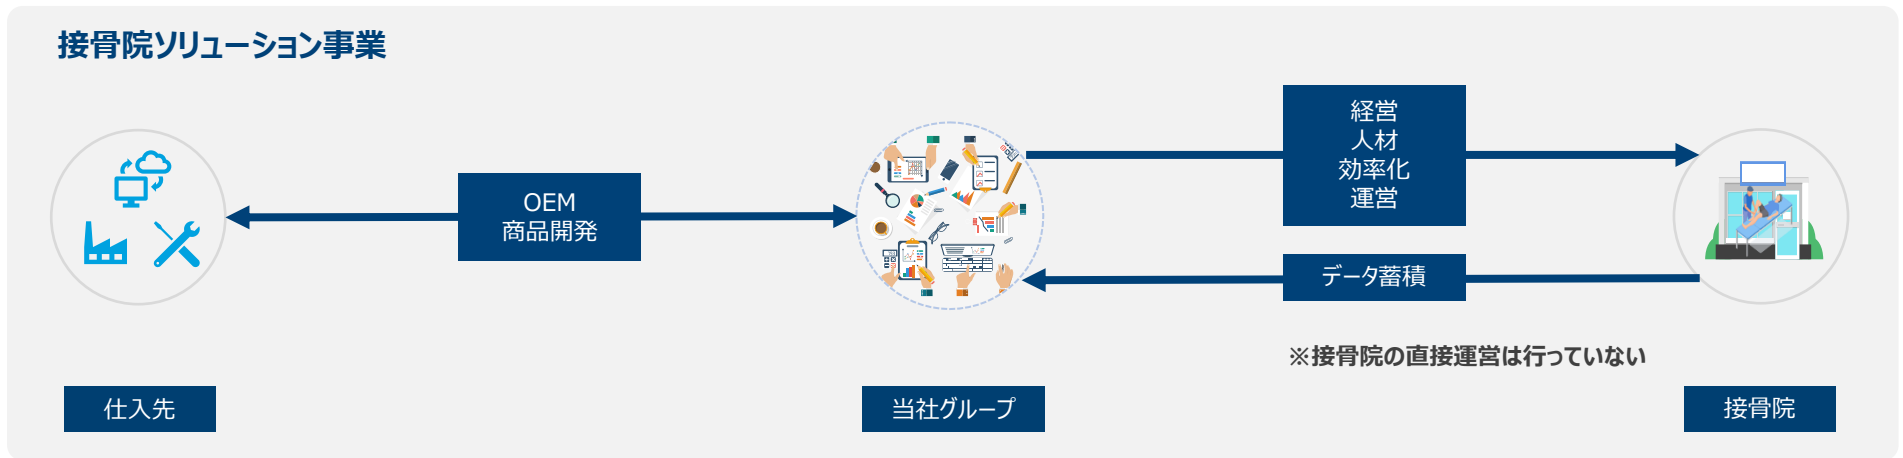 接骨院ソリューション事業
経営
人材
効率化
運営
OEM
商品開発
データ蓄積
※接骨院の直接運営は行っていない
仕入先
当社グループ
接骨院